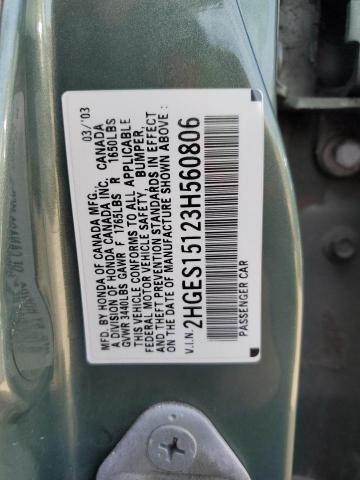 MFD. BY HONDA OF CANADA MFG., 03/'03
A DIVISION OF HONDA CANADA INC. CANADA
GVWR 3440LBS GAWR F 1765LBS R 1650LBS
THIS VEHICLE CONFORMS TO ALL APPLICABLE
FEDERAL MOTOR VEHICLE SAFETY, BUMPER,
AND THEFT PREVENTION STANDARDS IN EFFECT
ON THE DATE OF MANUFACTURE SHOWN ABOVE.
V.I.N.: 2HGES15123H560806
PASSENGER CAR